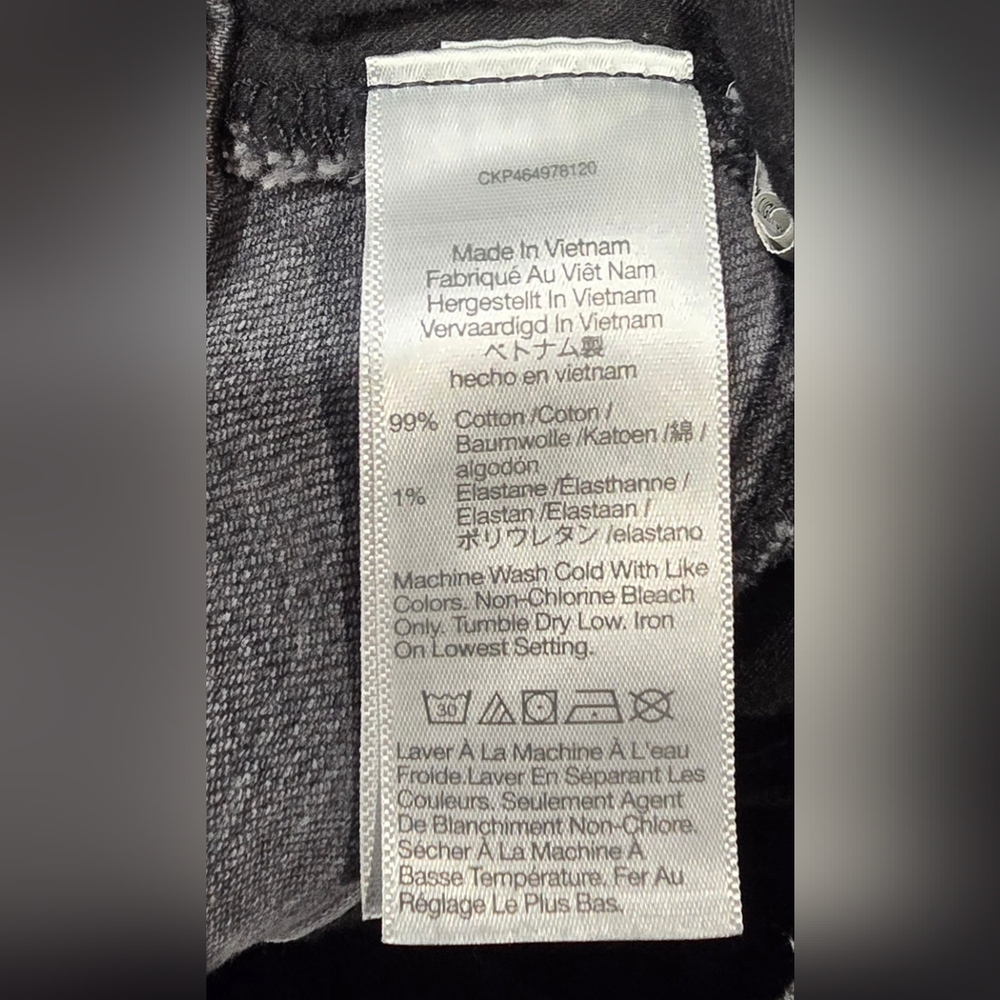 CKP464978120
Made In Vietnam
Fabriqué Au Viêt Nam
Hergestellt In Vietnam
Vervaardigd In Vietnam
ベトナム製
hecho en vietnam
99% Cotton /Coton /
Baumwolle /Katoen /綿 /
algodón
1% Elastane /Élasthanne /
Elastan /Elastaan /
ポリウレタン /elastano
Machine Wash Cold With Like
Colors. Non-Chlorine Bleach
Only. Tumble Dry Low. Iron
On Lowest Setting.
30
Laver À La Machine À L'eau
Froide.Laver En Séparant Les
Couleurs. Seulement Agent
De Blanchiment Non-Chlore.
Sécher À La Machine À
Basse Température. Fer Au
Réglage Le Plus Bas.